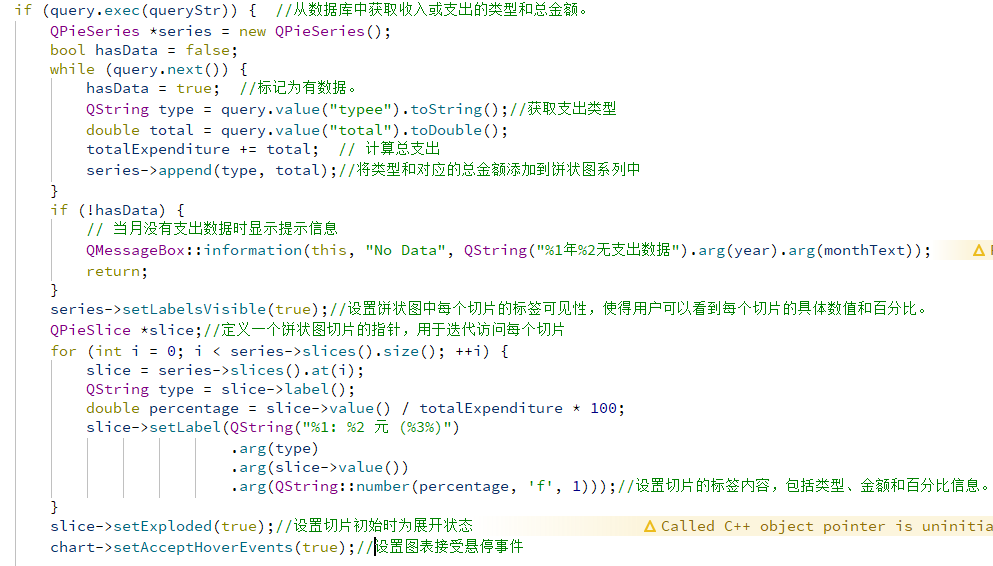 if (query.exec(queryStr)) {  //从数据库中获取收入或支出的类型和总金额。
    QPieSeries *series = new QPieSeries();
    bool hasData = false;
    while (query.next()) {
        hasData = true;  //标记为有数据。
        QString type = query.value("typee").toString();//获取支出类型
        double total = query.value("total").toDouble();
        totalExpenditure += total;  // 计算总支出
        series->append(type, total);//将类型和对应的总金额添加到饼状图系列中
    }
    if (!hasData) {
        // 当月没有支出数据时显示提示信息
        QMessageBox::information(this, "No Data", QString("%1年%2无支出数据").arg(year).arg(monthText));
        return;
    }
    series->setLabelsVisible(true);//设置饼状图中每个切片的标签可见性，使得用户可以看到每个切片的具体数值和百分比。
    QPieSlice *slice;//定义一个饼状图切片的指针，用于迭代访问每个切片
    for (int i = 0; i < series->slices().size(); ++i) {
        slice = series->slices().at(i);
        QString type = slice->label();
        double percentage = slice->value() / totalExpenditure * 100;
        slice->setLabel(QString("%1: %2 元 (%3%)")
                        .arg(type)
                        .arg(slice->value())
                        .arg(QString::number(percentage, 'f', 1)));//设置切片的标签内容，包括类型、金额和百分比信息。
    }
    slice->setExploded(true);//设置切片初始时为展开状态 Called C++ object pointer is uninitia
    chart->setAcceptHoverEvents(true);//设置图表接受悬停事件